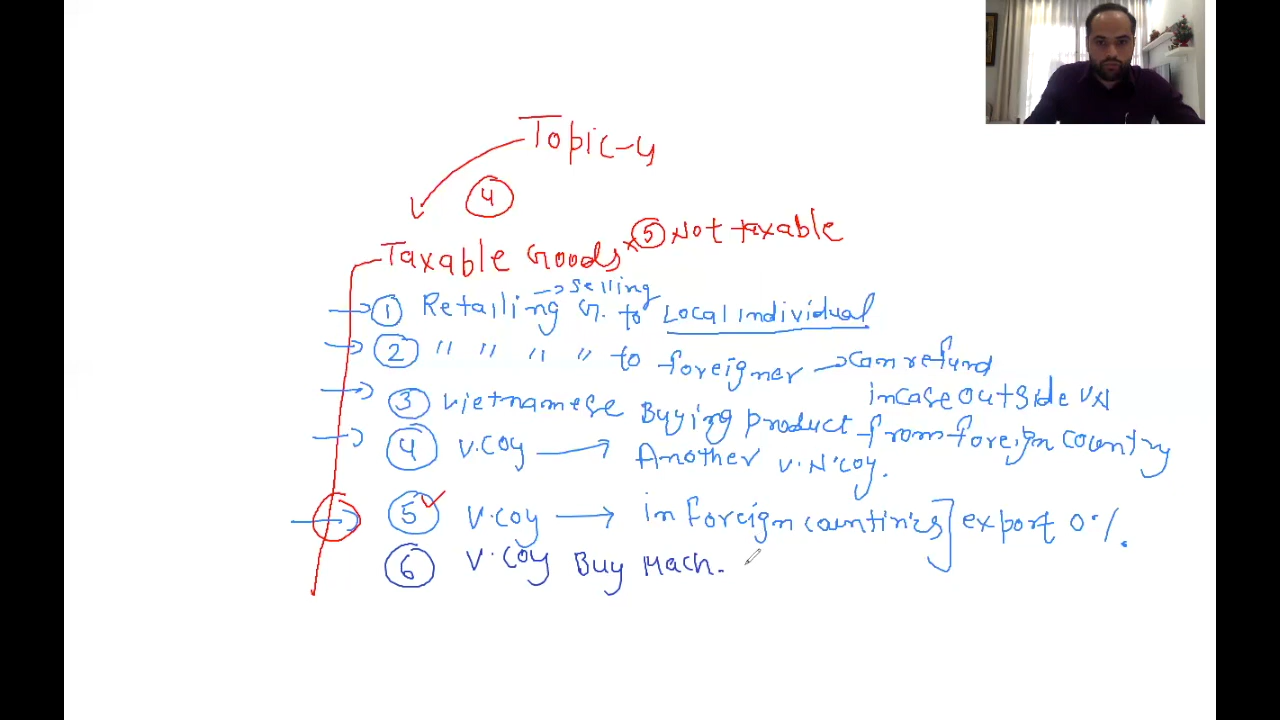 Topic-4
4
Taxable Goods * 5 Not taxable
1 Retailing → selling G. to Local individual
2 " " " " to foreigner → can refund
incase outside VN
3 Vietnamese Buying product from foreign country
4 V.COY → Another V.N'COY.
5 V.COY → in foreign countiries ] export 0%.
6 V.COY Buy Mach.